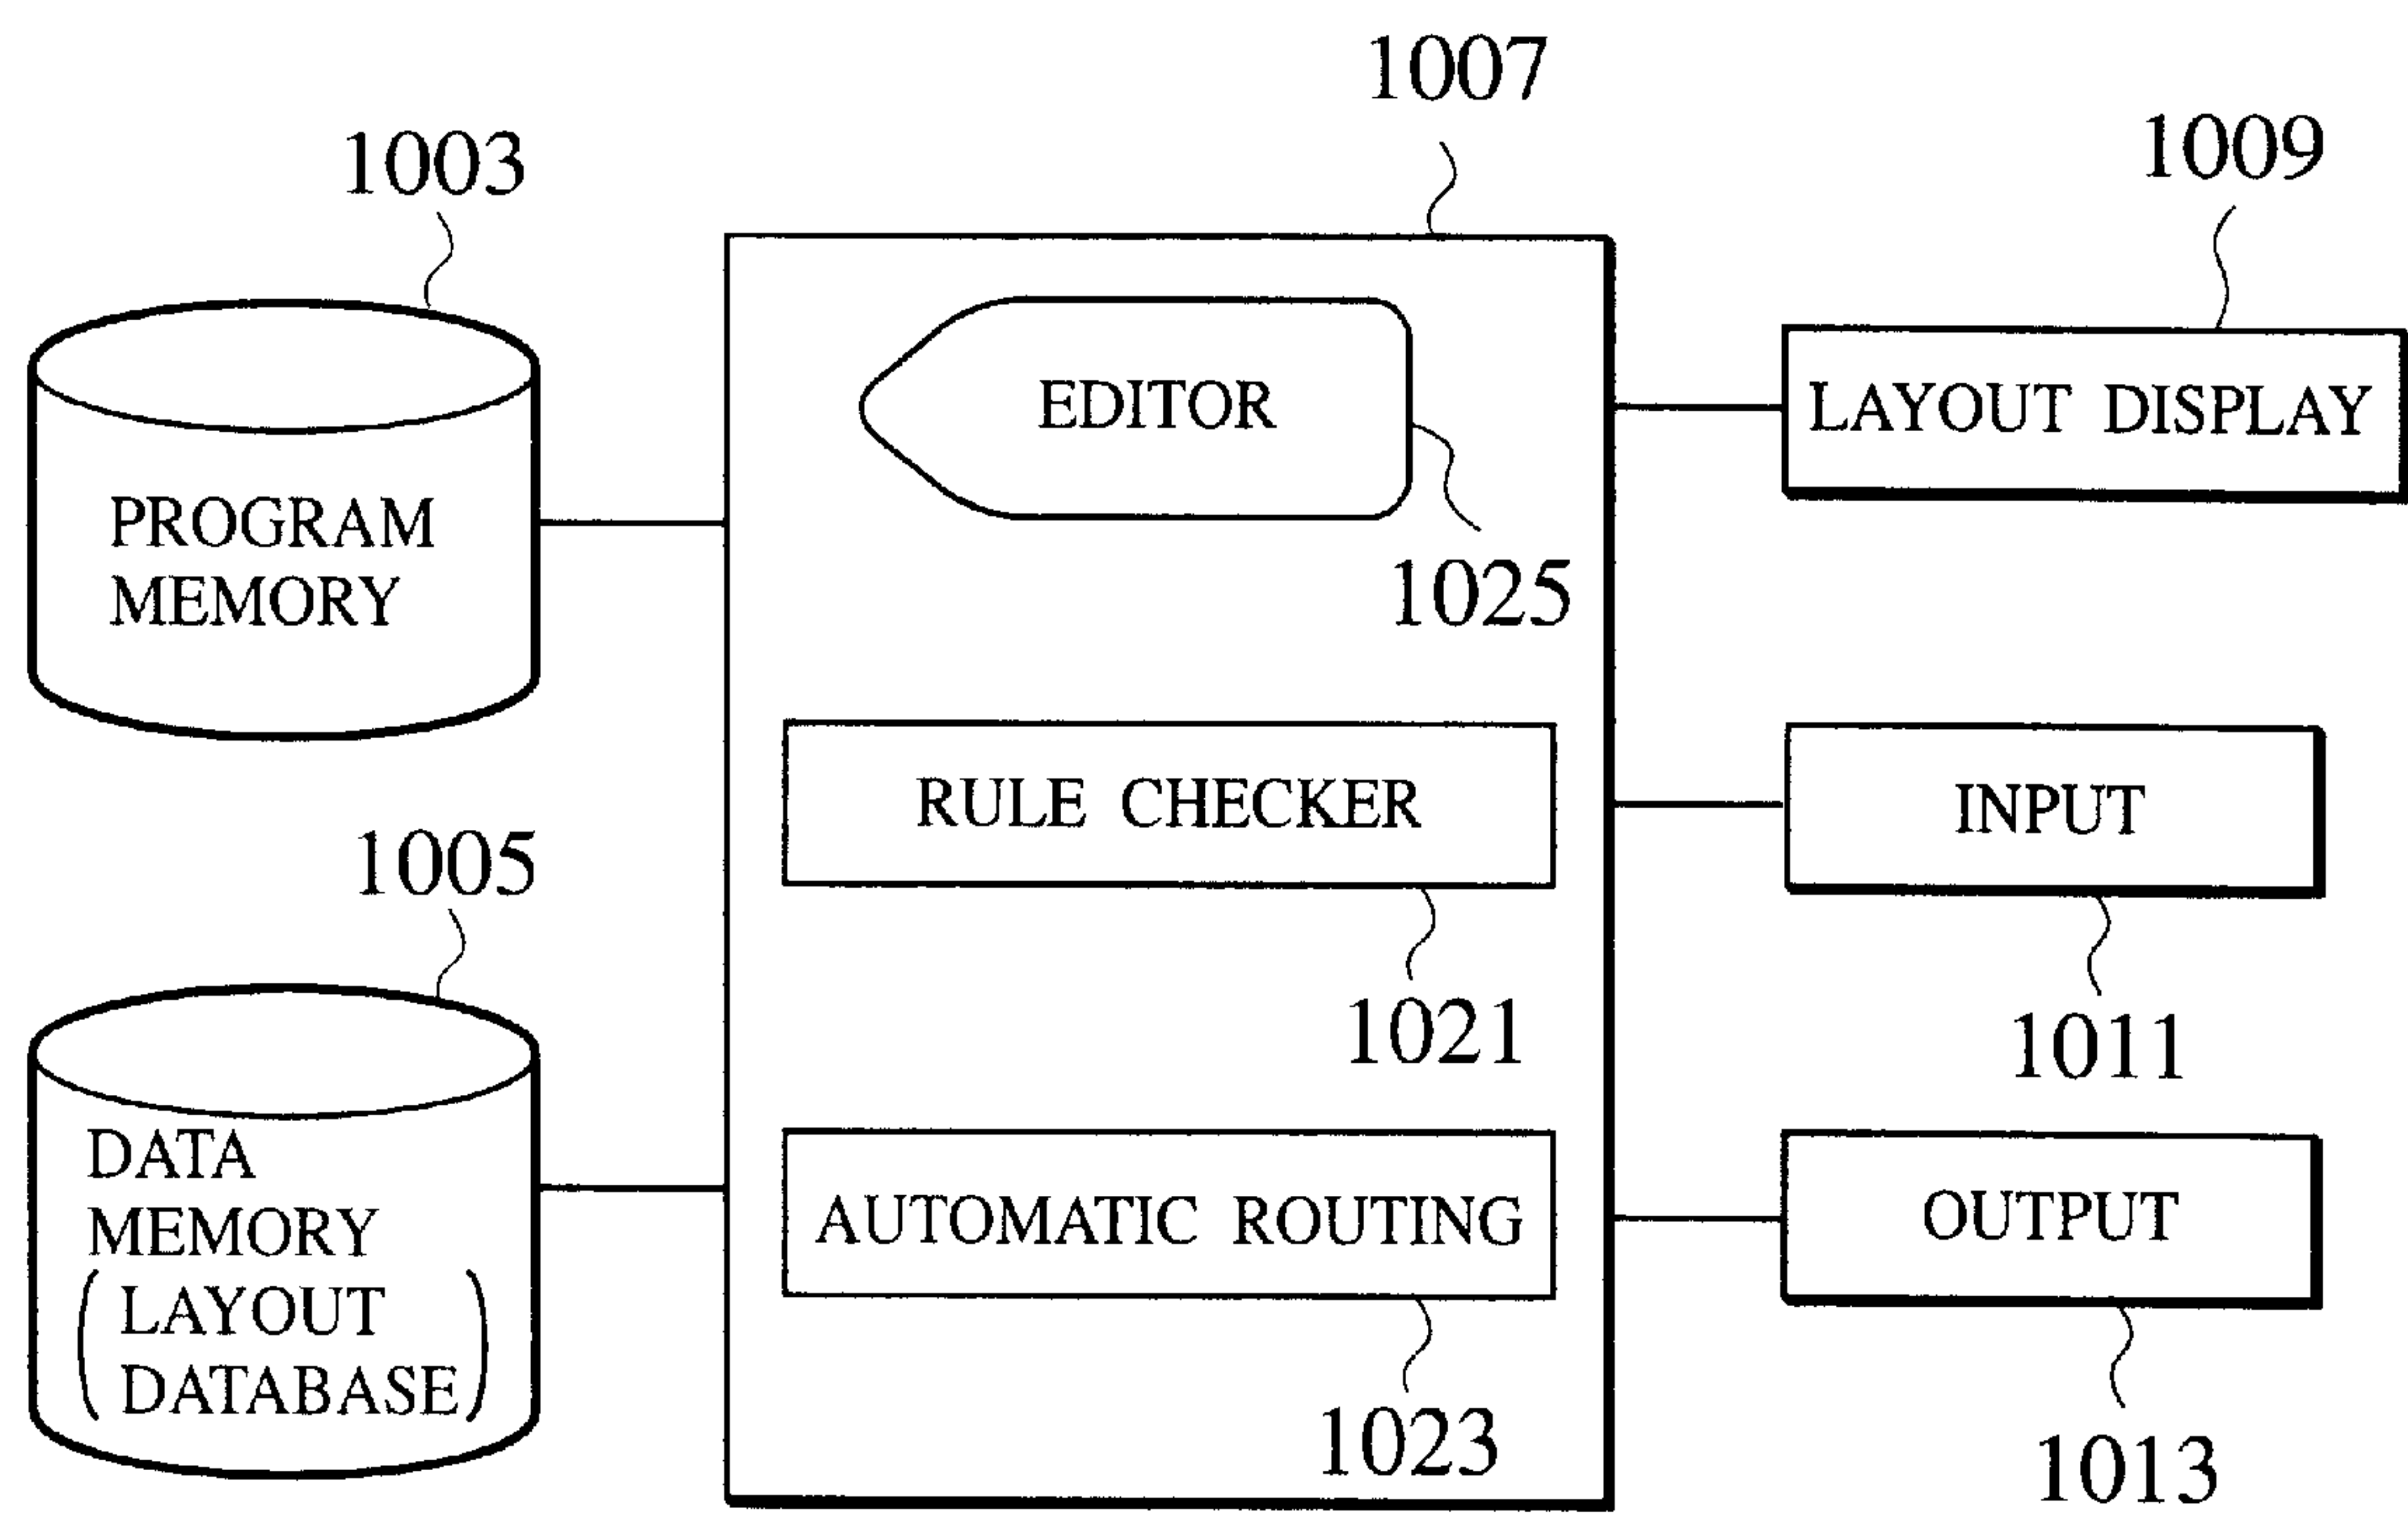 1007
1003
1009
EDITOR
LAYOUT DISPLAY
PROGRAM
MEMORY
1025
RULE CHECKER
INPUT
1005
1021
1011
DATA
MEMORY
( LAYOUT
DATABASE )
AUTOMATIC ROUTING
OUTPUT
1023
1013